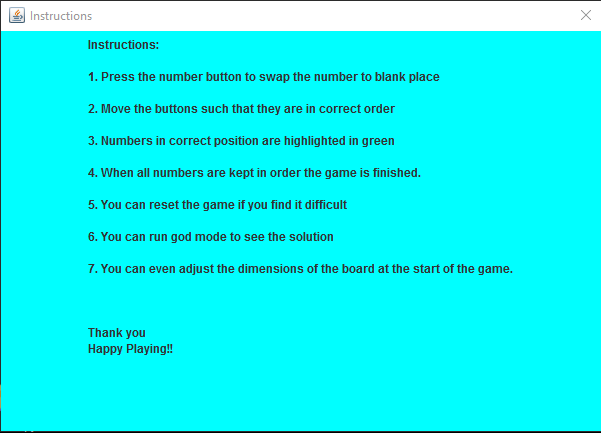 Instructions
Instructions:
1. Press the number button to swap the number to blank place
2. Move the buttons such that they are in correct order
3. Numbers in correct position are highlighted in green
4. When all numbers are kept in order the game is finished.
5. You can reset the game if you find it difficult
6. You can run god mode to see the solution
7. You can even adjust the dimensions of the board at the start of the game.
Thank you
Happy Playing!!